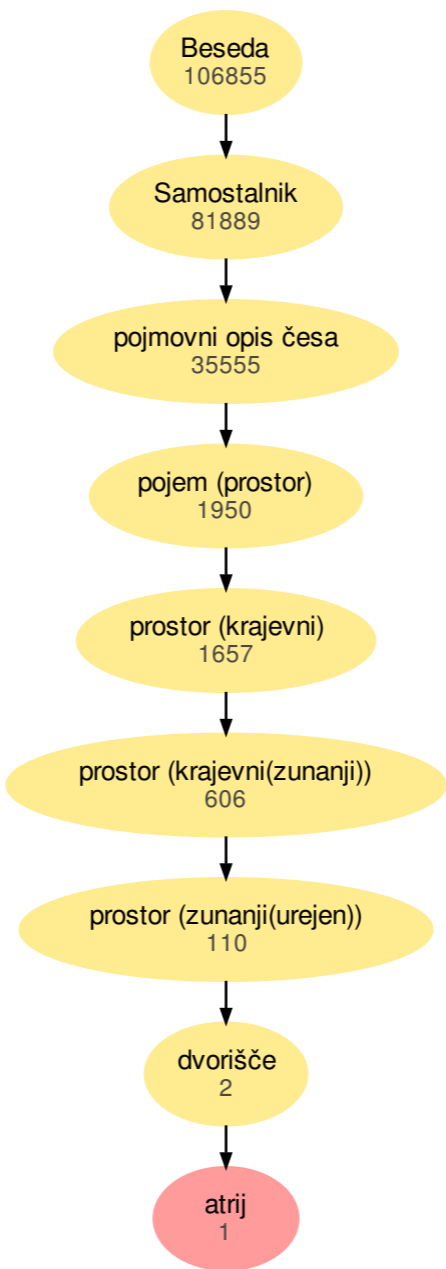 Beseda
106855
Samostalnik
81889
pojmovni opis česa
35555
pojem (prostor)
1950
prostor (krajevni)
1657
prostor (krajevni(zunanji))
606
prostor (zunanji(urejen))
110
dvorišče
2
atrij
1